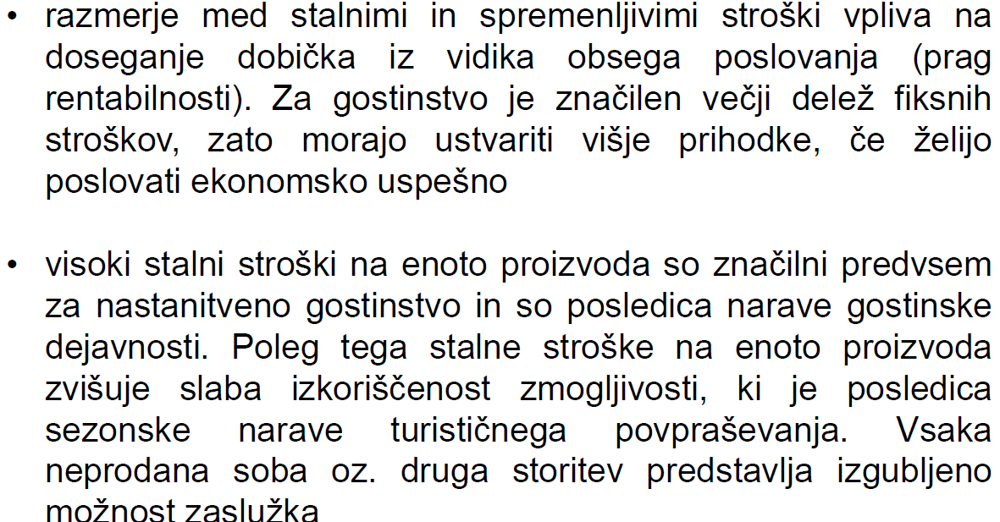 • razmerje med stalnimi in spremenljivimi stroški vpliva na
doseganje dobička iz vidika obsega poslovanja (prag
rentabilnosti). Za gostinstvo je značilen večji delež fiksnih
stroškov, zato morajo ustvariti višje prihodke, če želijo
poslovati ekonomsko uspešno
• visoki stalni stroški na enoto proizvoda so značilni predvsem
za nastanitveno gostinstvo in so posledica narave gostinske
dejavnosti. Poleg tega stalne stroške na enoto proizvoda
zvišuje slaba izkoriščenost zmogljivosti, ki je posledica
sezonske narave turističnega povpraševanja. Vsaka
neprodana soba oz. druga storitev predstavlja izgubljeno
možnost zaslužka